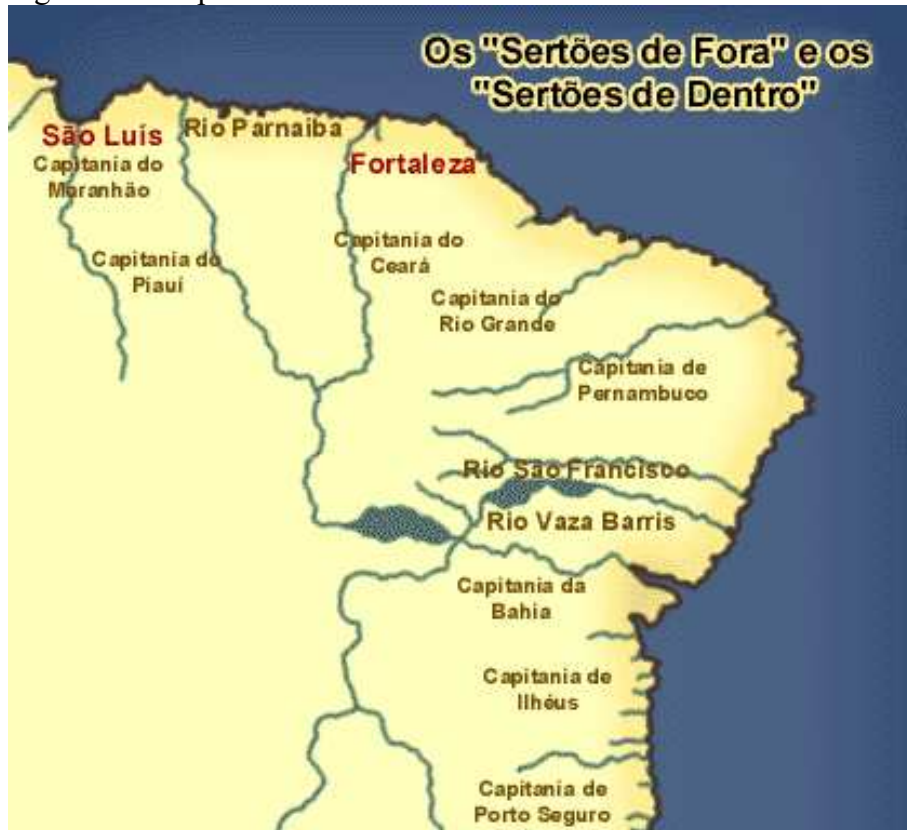 Os "Sertões de Fora" e os
"Sertões de Dentro"
São Luís
Rio Parnaiba
Capitania do
Maranhão
Fortaleza
Capitania do
Piauí
Capitania do
Ceará
Capitania do
Rio Grande
Capitania de
Pernambuco
Rio São Francisco
Rio Vaza Barris
Capitania da
Bahia
Capitania de
Ilhéus
Capitania de
Porto Seguro